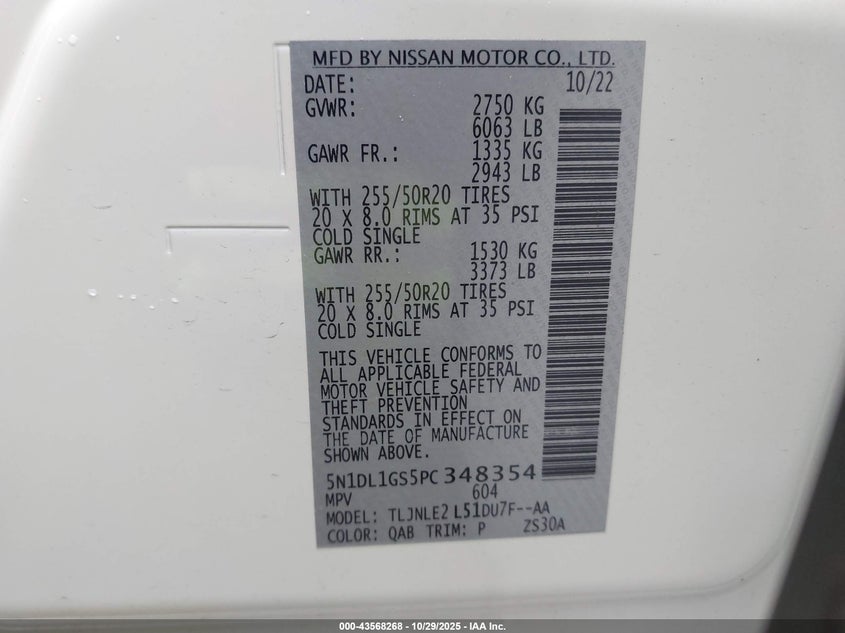 MFD BY NISSAN MOTOR CO., LTD.
DATE: 10/22
GVWR: 2750 KG
6063 LB
GAWR FR.: 1335 KG
2943 LB
WITH 255/50R20 TIRES
20 X 8.0 RIMS AT 35 PSI
COLD SINGLE
GAWR RR.: 1530 KG
3373 LB
WITH 255/50R20 TIRES
20 X 8.0 RIMS AT 35 PSI
COLD SINGLE
THIS VEHICLE CONFORMS TO
ALL APPLICABLE FEDERAL
MOTOR VEHICLE SAFETY AND
THEFT PREVENTION
STANDARDS IN EFFECT ON
THE DATE OF MANUFACTURE
SHOWN ABOVE.
5N1DL1GS5PC348354
MPV 604
MODEL: TLJNLE2 L51DU7F--AA
COLOR: QAB TRIM: P ZS30A
000-43568268 - 10/29/2025 - IAA Inc.